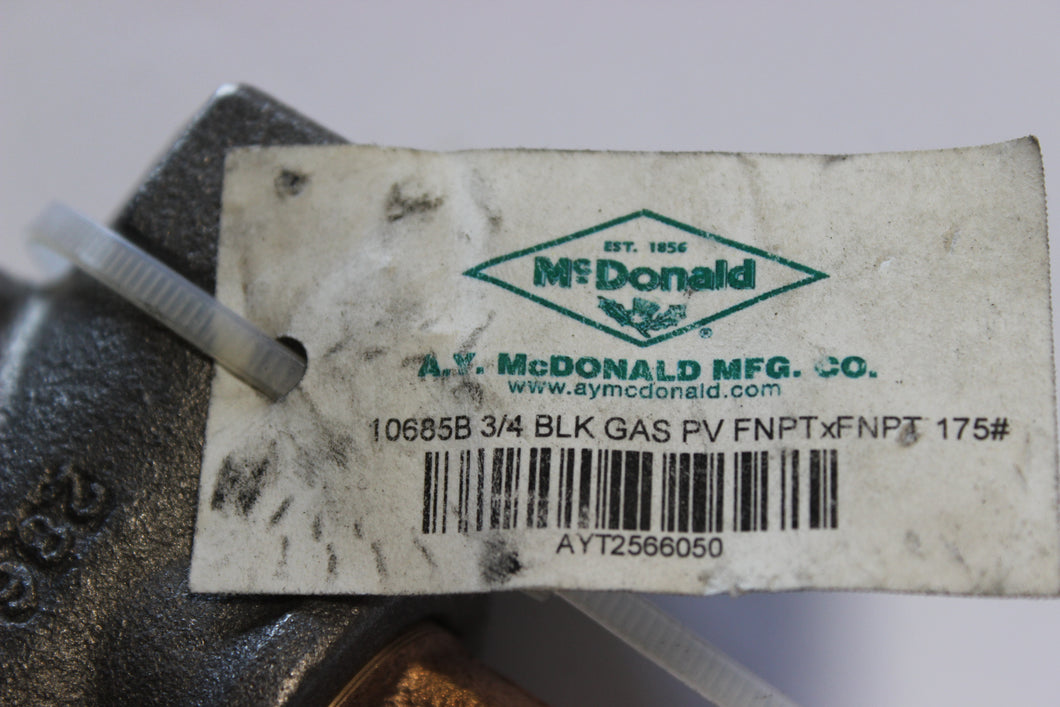 EST. 1856
McDonald
®
A.Y. McDONALD MFG. CO.
www.aymcdonald.com
10685B 3/4 BLK GAS PV FNPTxFNPT 175#
AYT2566050